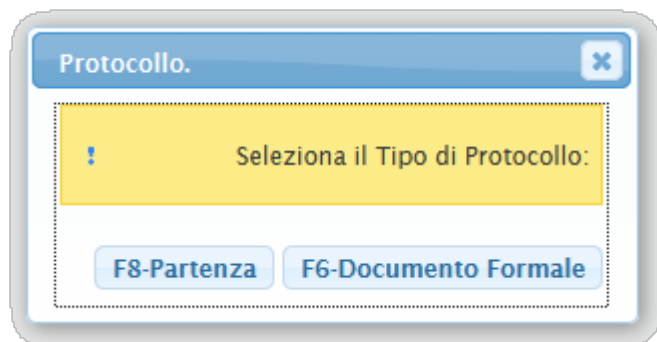 Protocollo.
! Seleziona il Tipo di Protocollo:
F8-Partenza F6-Documento Formale